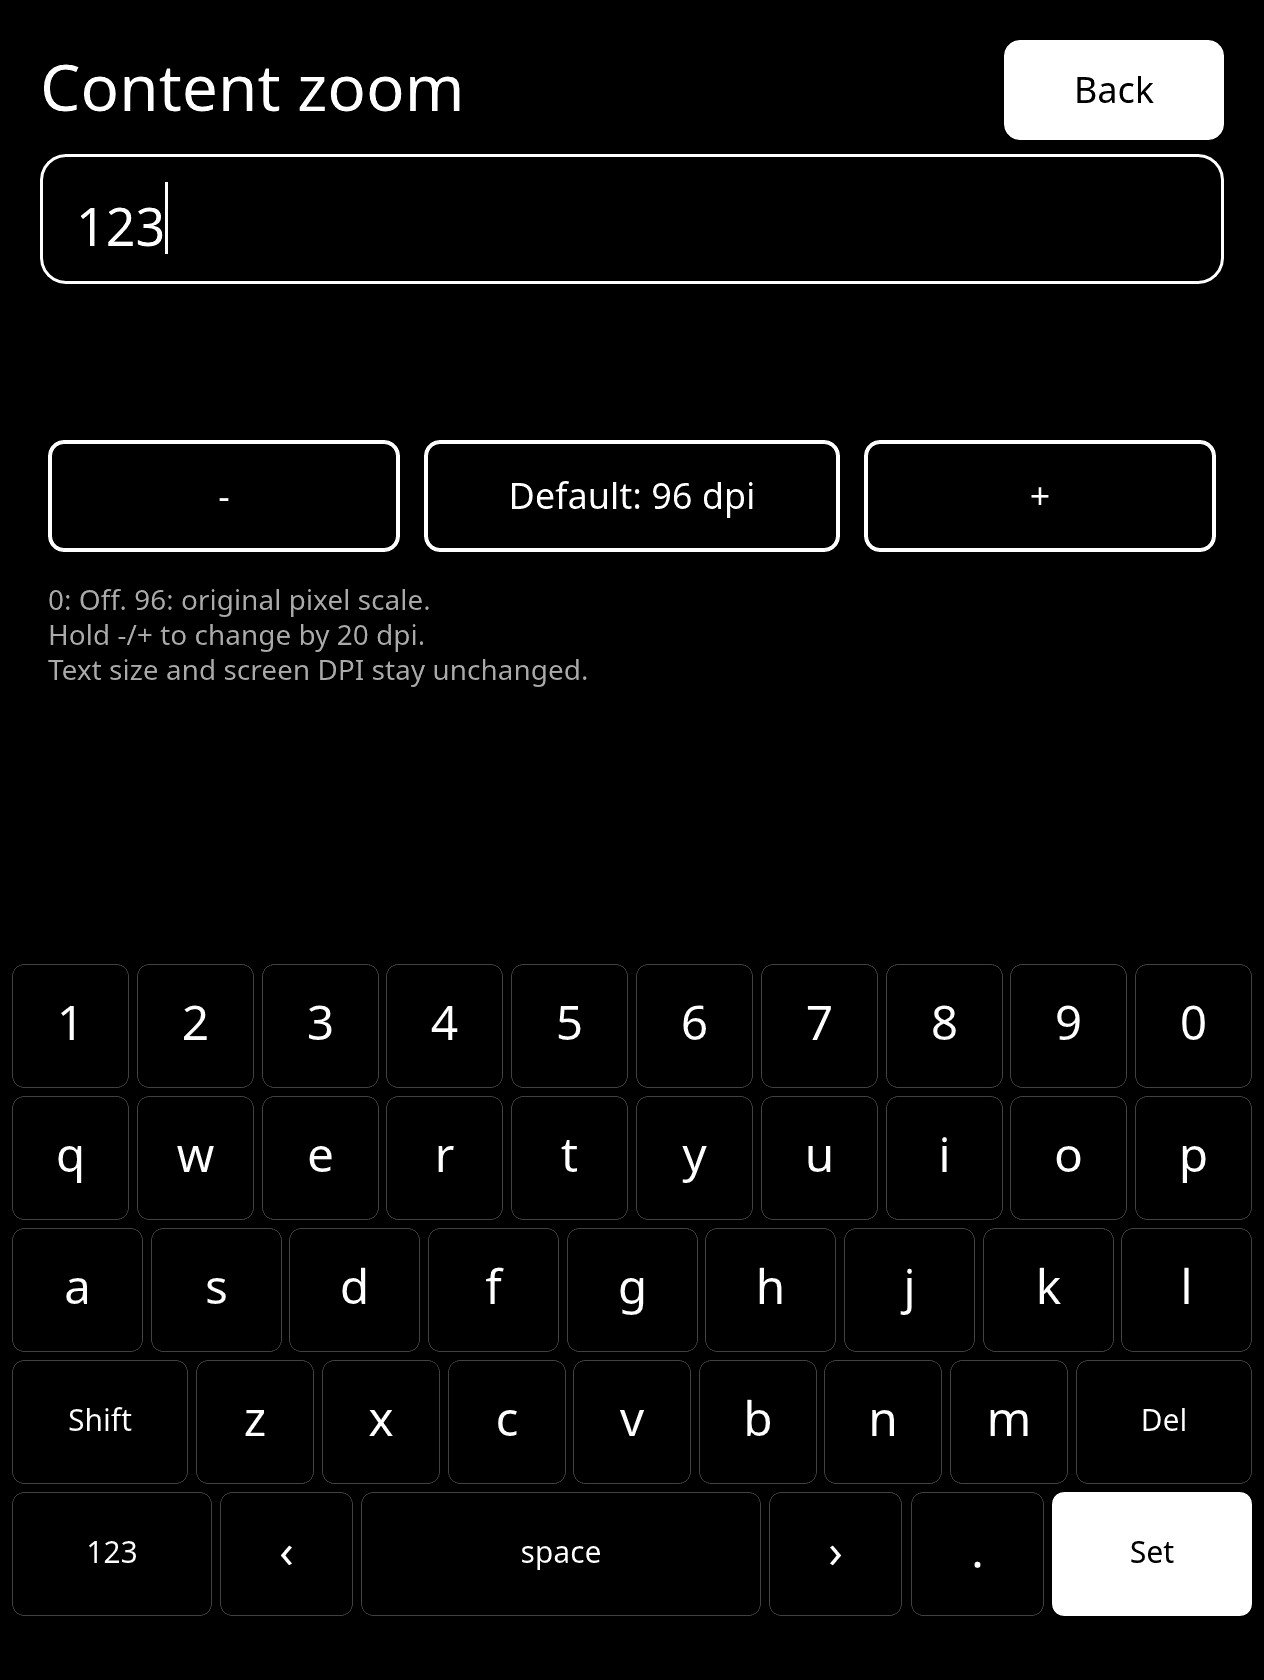 Content zoom
Back
123
-
Default: 96 dpi
+
0: Off. 96: original pixel scale.
Hold -/+ to change by 20 dpi.
Text size and screen DPI stay unchanged.
1 2 3 4 5 6 7 8 9 0
q w e r t y u i o p
a s d f g h j k l
Shift z x c v b n m Del
123 ‹ space › . Set